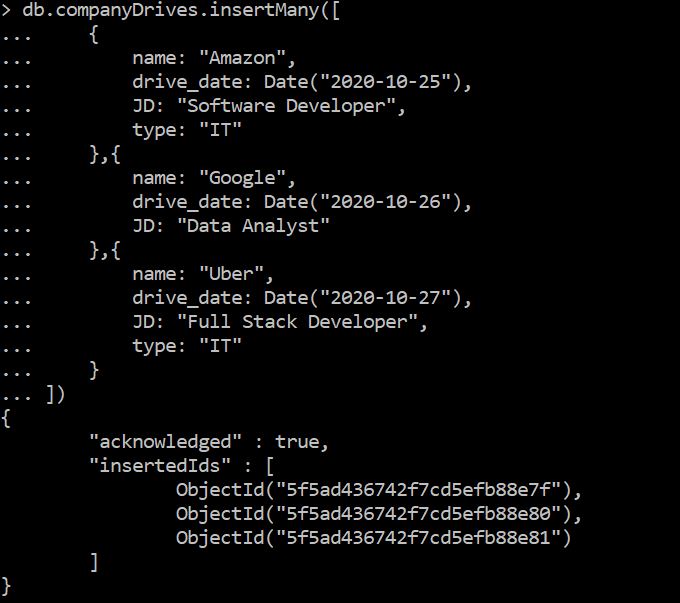 > db.companyDrives.insertMany([
...     {
...         name: "Amazon",
...         drive_date: Date("2020-10-25"),
...         JD: "Software Developer",
...         type: "IT"
...     },{
...         name: "Google",
...         drive_date: Date("2020-10-26"),
...         JD: "Data Analyst"
...     },{
...         name: "Uber",
...         drive_date: Date("2020-10-27"),
...         JD: "Full Stack Developer",
...         type: "IT"
...     }
... ])
{
        "acknowledged" : true,
        "insertedIds" : [
                ObjectId("5f5ad436742f7cd5efb88e7f"),
                ObjectId("5f5ad436742f7cd5efb88e80"),
                ObjectId("5f5ad436742f7cd5efb88e81")
        ]
}